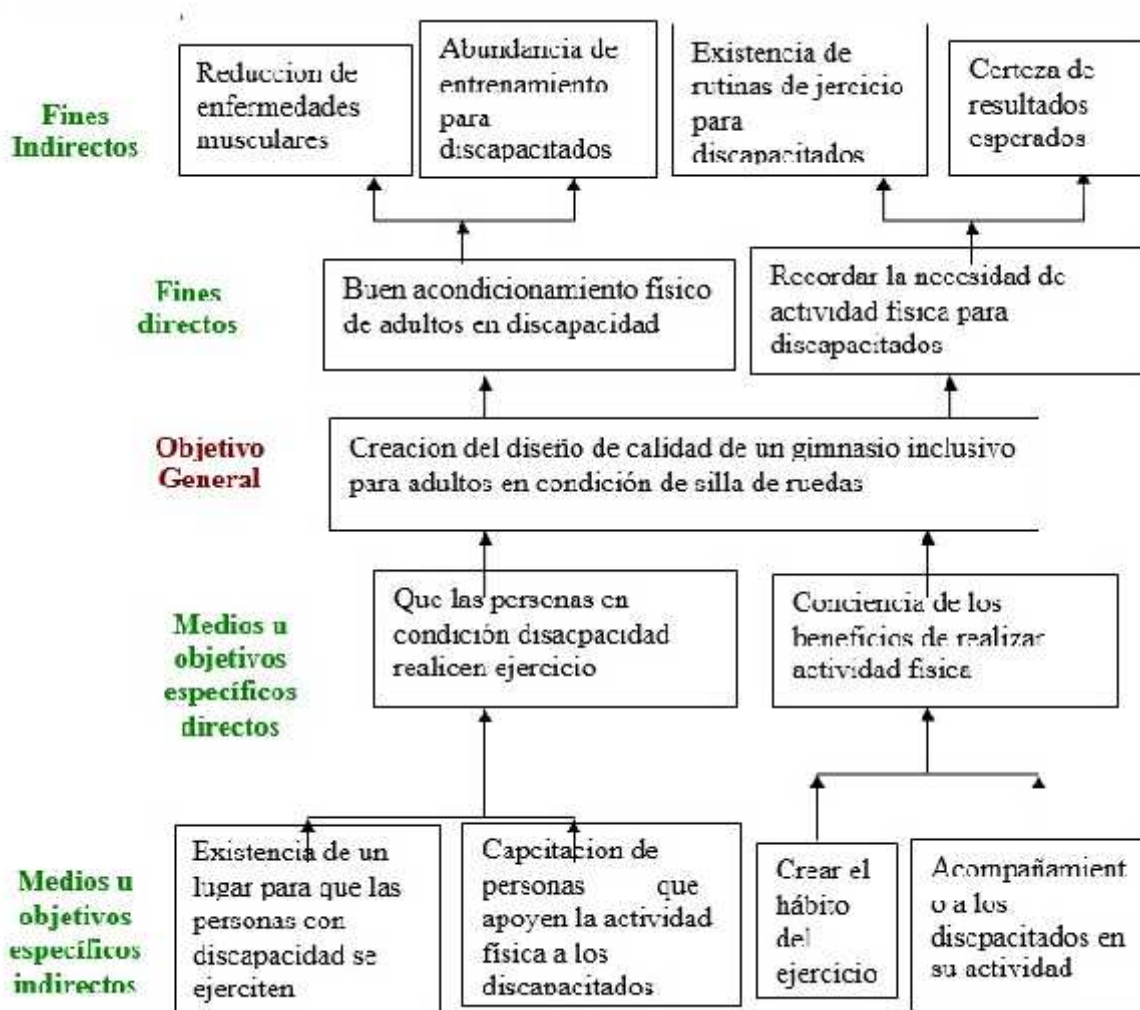 Fines
Indirectos
Reduccion de
enfermedades
musculares
Abundancia de
entrenamiento
para
discapacitados
Existencia de
rutinas de jercicio
para
discapacitados
Certeza de
resultados
esperados
Fines
directos
Buen acondicionamiento físico
de adultos en discapacidad
Recordar la necesidad de
actividad física para
discapacitados
Objetivo
General
Creacion del diseño de calidad de un gimnasio inclusivo
para adultos en condición de silla de ruedas
Medios u
objetivos
específicos
directos
Que las personas en
condición disacpacidad
realicen ejercicio
Conciencia de los
beneficios de realizar
actividad fisica
Medios u
objetivos
específicos
indirectos
Existencia de un
lugar para que las
personas con
discapacidad se
ejerciten
Capcitacion de
personas que
apoyen la actividad
física a los
discapacitados
Crear el
hábito
del
ejercicio
Acompañamient
o a los
discpacitados en
su actividad